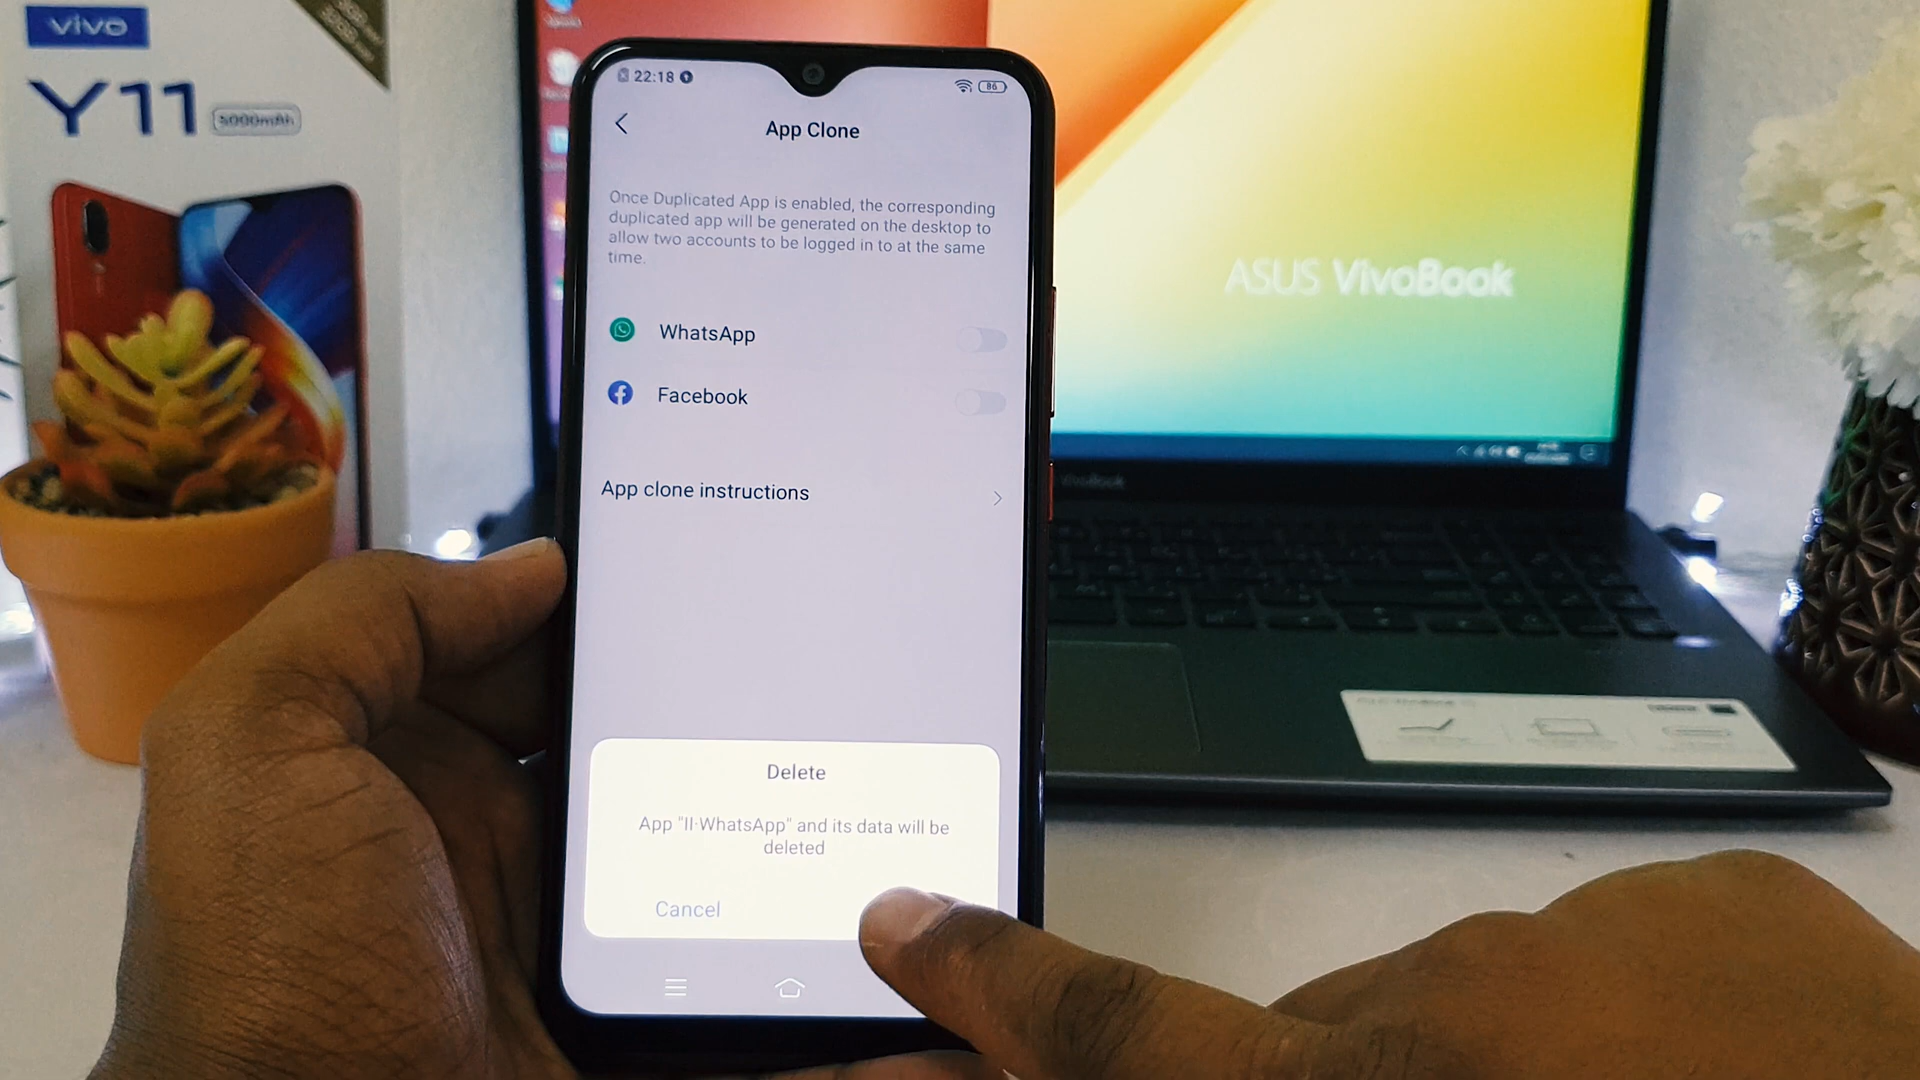 vivo
Y11
5000mAh
22:18
86
App Clone
Once Duplicated App is enabled, the corresponding
duplicated app will be generated on the desktop to
allow two accounts to be logged in to at the same
time.
WhatsApp
Facebook
App clone instructions
Delete
App "II·WhatsApp" and its data will be
deleted
Cancel
ASUS VivoBook
VivoBook